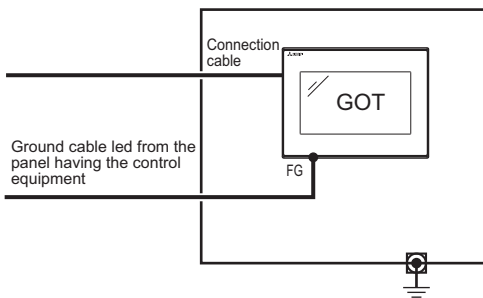 Connection
cable
GOT
Ground cable led from the
panel having the control
equipment
FG